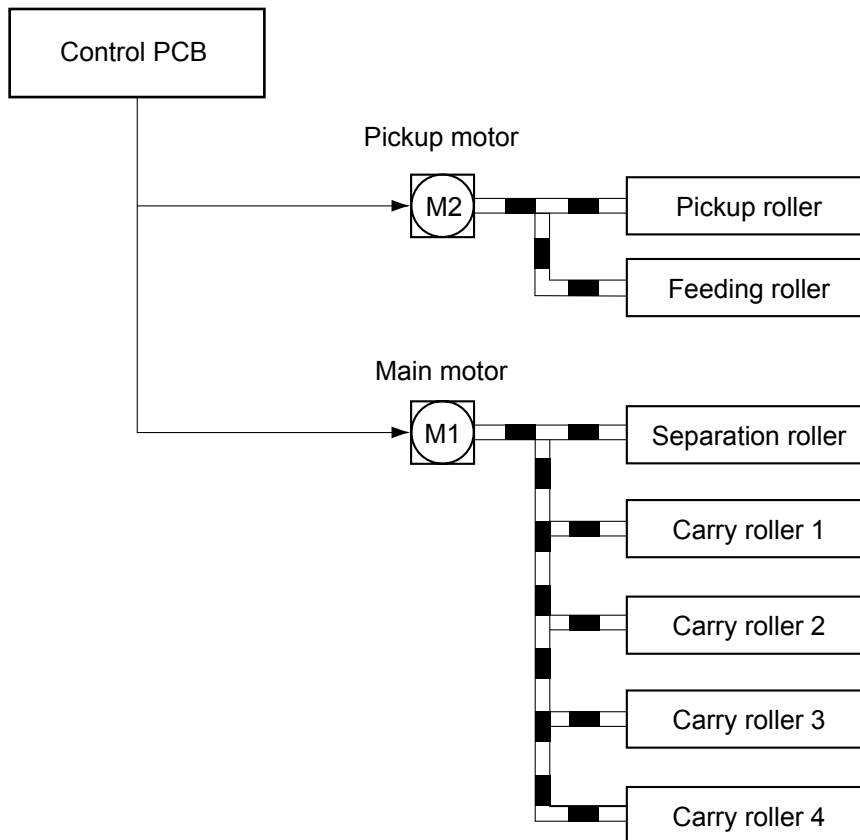 Control PCB
Pickup motor
M2
Pickup roller
Feeding roller
Main motor
M1
Separation roller
Carry roller 1
Carry roller 2
Carry roller 3
Carry roller 4